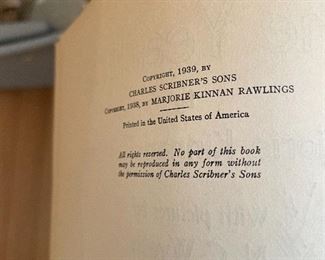 COPYRIGHT, 1939, BY
CHARLES SCRIBNER'S SONS
COPYRIGHT, 1938, BY MARJORIE KINNAN RAWLINGS
Printed in the United States of America
All rights reserved. No part of this book
may be reproduced in any form without
the permission of Charles Scribner's Sons